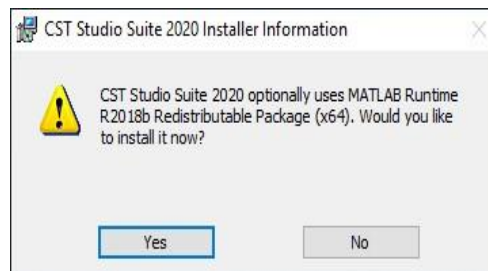 CST Studio Suite 2020 Installer Information
CST Studio Suite 2020 optionally uses MATLAB Runtime
R2018b Redistributable Package (x64). Would you like
to install it now?
Yes
No